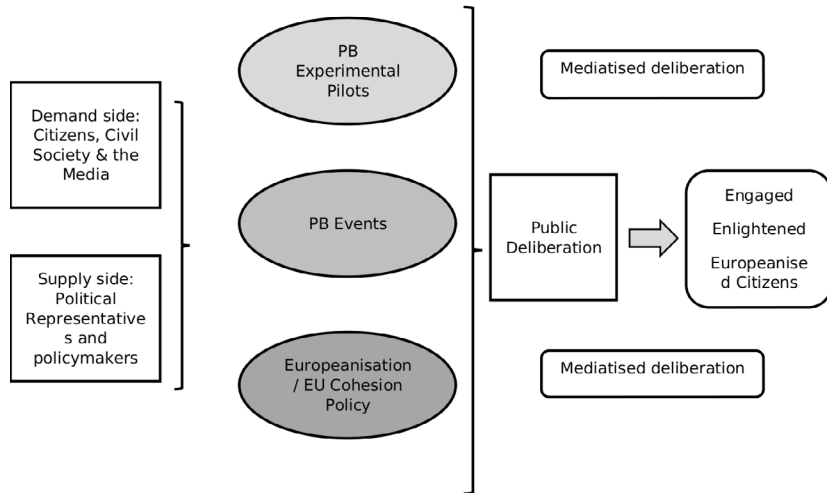 Demand side:
Citizens, Civil
Society & the
Media
Supply side:
Political
Representative
s and
policymakers
PB
Experimental
Pilots
PB Events
Europeanisation
/ EU Cohesion
Policy
Mediatised deliberation
Public
Deliberation
Engaged
Enlightened
Europeanise
d Citizens
Mediatised deliberation